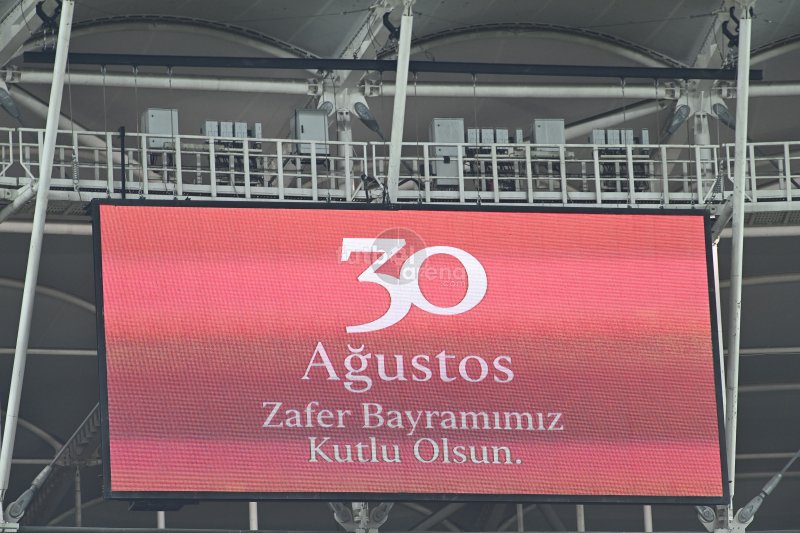 30
Ağustos
Zafer Bayramımız
Kutlu Olsun.